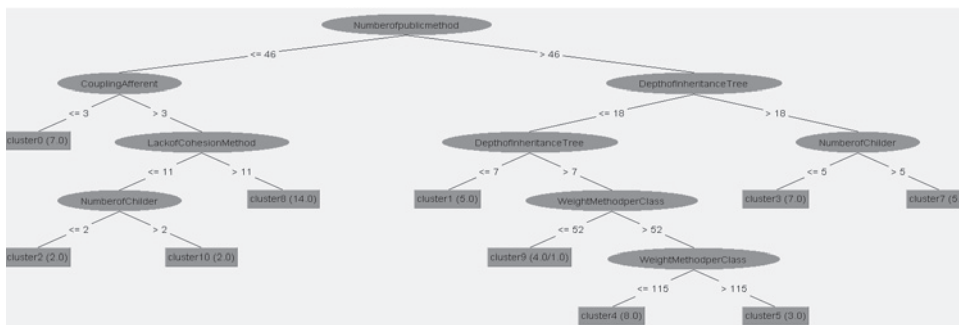 Numberofpublicmethod
<= 46 > 46
CouplingAfferent DepthofInheritanceTree
<= 3 > 3 <= 18 > 18
cluster0 (7.0) LackofCohesionMethod DepthofInheritanceTree NumberofChilder
<= 11 > 11 <= 7 > 7 <= 5 > 5
NumberofChilder cluster8 (14.0) cluster1 (5.0) WeightMethodperClass cluster3 (7.0) cluster7 (5
<= 2 > 2 <= 52 > 52
cluster2 (2.0) cluster10 (2.0) cluster9 (4.0/1.0) WeightMethodperClass
<= 115 > 115
cluster4 (8.0) cluster5 (3.0)